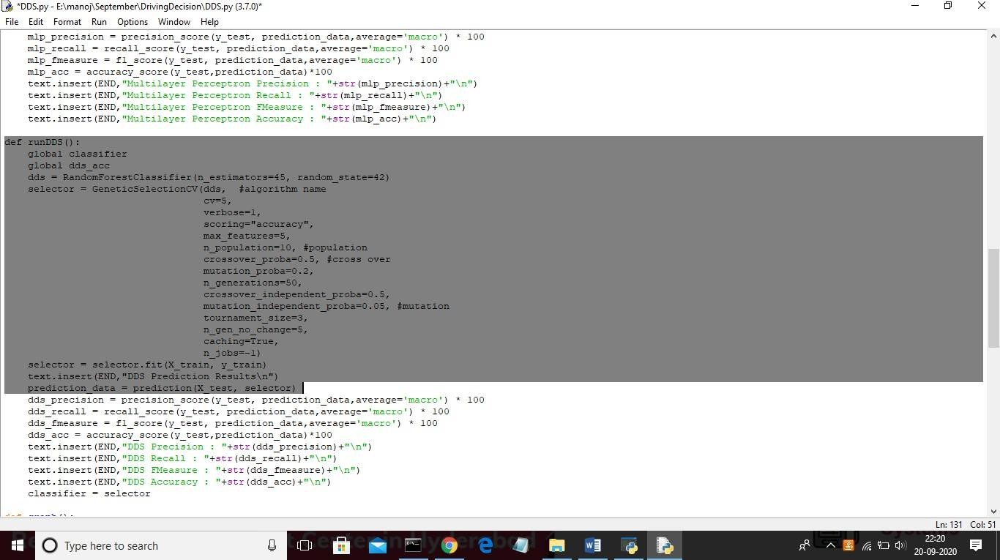 *DDS.py - E:\manoj\September\DrivingDecision\DDS.py (3.7.0)*
File Edit Format Run Options Window Help
    mlp_precision = precision_score(y_test, prediction_data,average='macro') * 100
    mlp_recall = recall_score(y_test, prediction_data,average='macro') * 100
    mlp_fmeasure = f1_score(y_test, prediction_data,average='macro') * 100
    mlp_acc = accuracy_score(y_test,prediction_data)*100
    text.insert(END,"Multilayer Perceptron Precision : "+str(mlp_precision)+"\n")
    text.insert(END,"Multilayer Perceptron Recall : "+str(mlp_recall)+"\n")
    text.insert(END,"Multilayer Perceptron FMeasure : "+str(mlp_fmeasure)+"\n")
    text.insert(END,"Multilayer Perceptron Accuracy : "+str(mlp_acc)+"\n")
def runDDS():
    global classifier
    global dds_acc
    dds = RandomForestClassifier(n_estimators=45, random_state=42)
    selector = GeneticSelectionCV(dds,  #algorithm name
                                  cv=5,
                                  verbose=1,
                                  scoring="accuracy",
                                  max_features=5,
                                  n_population=10, #population
                                  crossover_proba=0.5, #cross over
                                  mutation_proba=0.2,
                                  n_generations=50,
                                  crossover_independent_proba=0.5,
                                  mutation_independent_proba=0.05, #mutation
                                  tournament_size=3,
                                  n_gen_no_change=5,
                                  caching=True,
                                  n_jobs=-1)
    selector = selector.fit(X_train, y_train)
    text.insert(END,"DDS Prediction Results\n")
    prediction_data = prediction(X_test, selector)
    dds_precision = precision_score(y_test, prediction_data,average='macro') * 100
    dds_recall = recall_score(y_test, prediction_data,average='macro') * 100
    dds_fmeasure = f1_score(y_test, prediction_data,average='macro') * 100
    dds_acc = accuracy_score(y_test,prediction_data)*100
    text.insert(END,"DDS Precision : "+str(dds_precision)+"\n")
    text.insert(END,"DDS Recall : "+str(dds_recall)+"\n")
    text.insert(END,"DDS FMeasure : "+str(dds_fmeasure)+"\n")
    text.insert(END,"DDS Accuracy : "+str(dds_acc)+"\n")
    classifier = selector
Ln: 131 Col: 51
Type here to search
22:20
20-09-2020